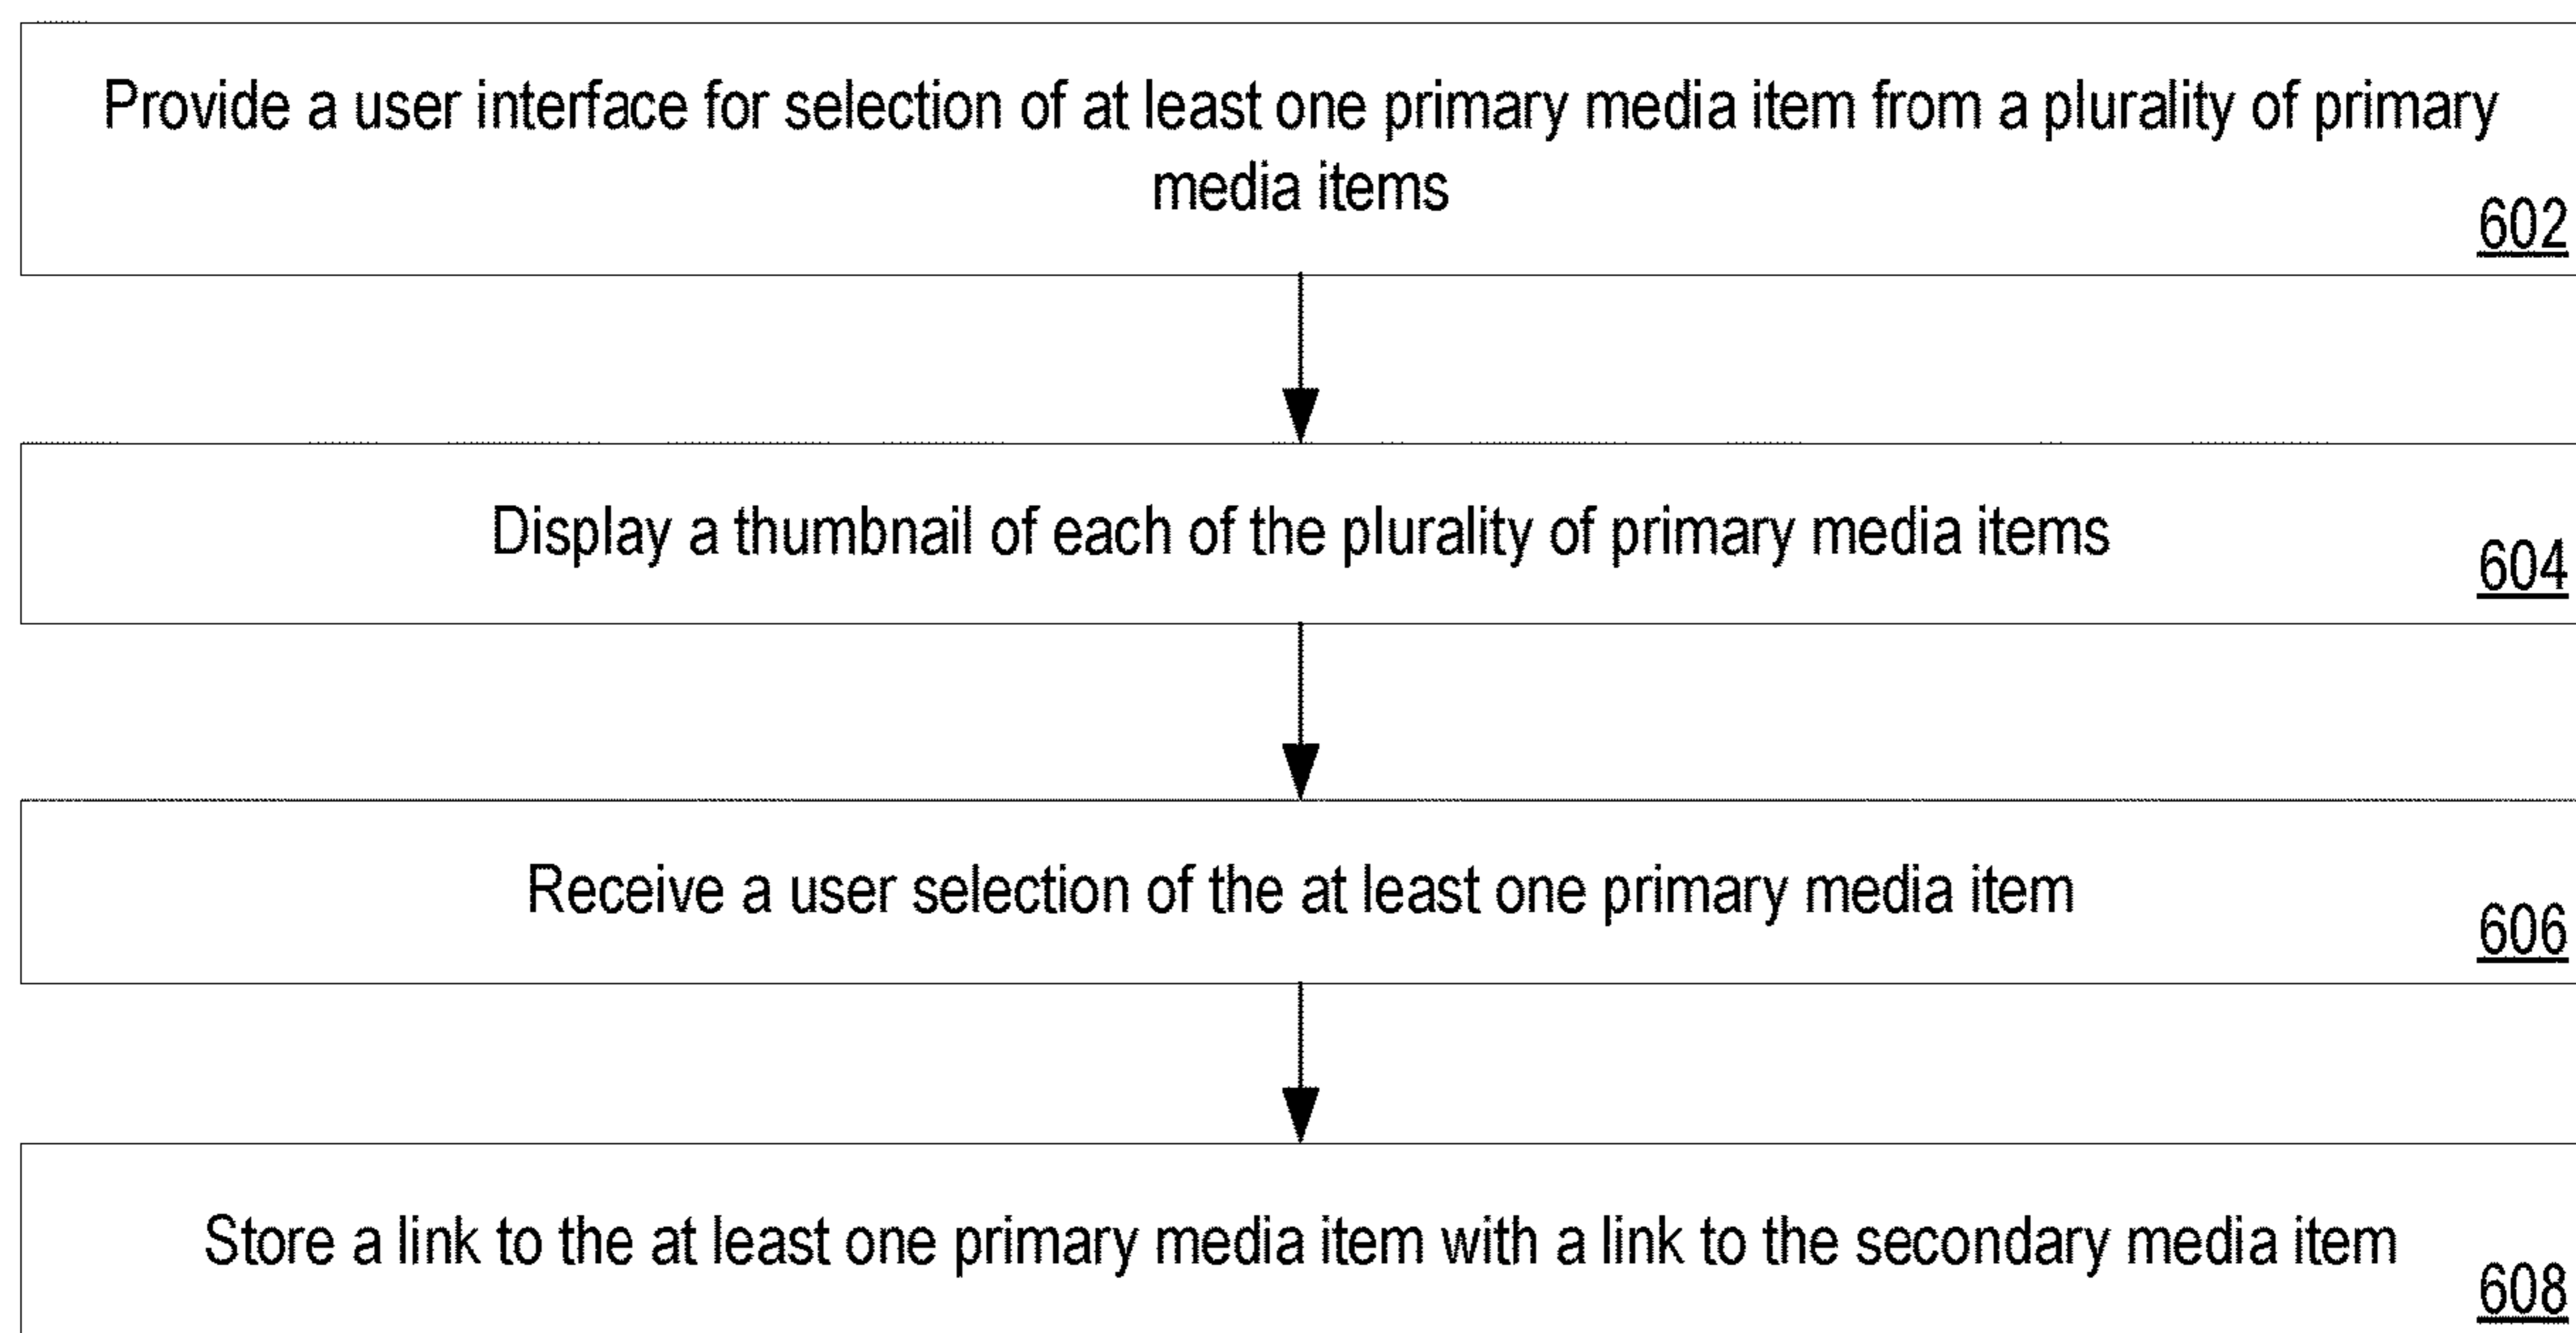 Provide a user interface for selection of at least one primary media item from a plurality of primary
media items
602
Display a thumbnail of each of the plurality of primary media items
604
Receive a user selection of the at least one primary media item
606
Store a link to the at least one primary media item with a link to the secondary media item
608